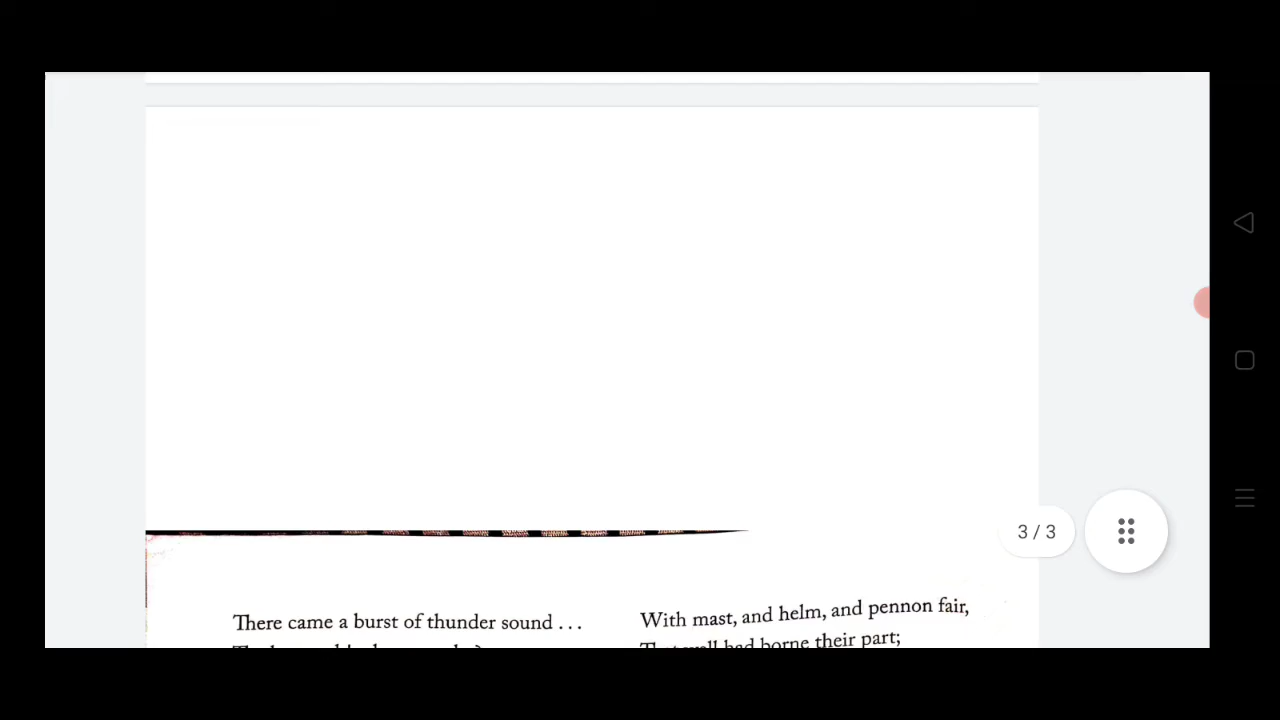 3 / 3
There came a burst of thunder sound . . .
With mast, and helm, and pennon fair,
well had borne their part;